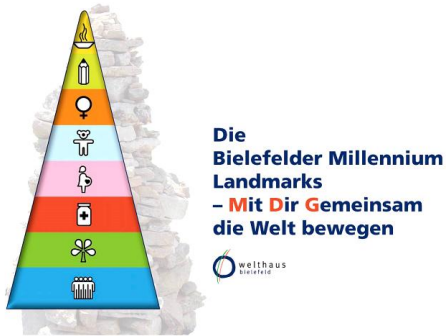 Die
Bielefelder Millennium
Landmarks
– Mit Dir Gemeinsam
die Welt bewegen
welthaus
bielefeld